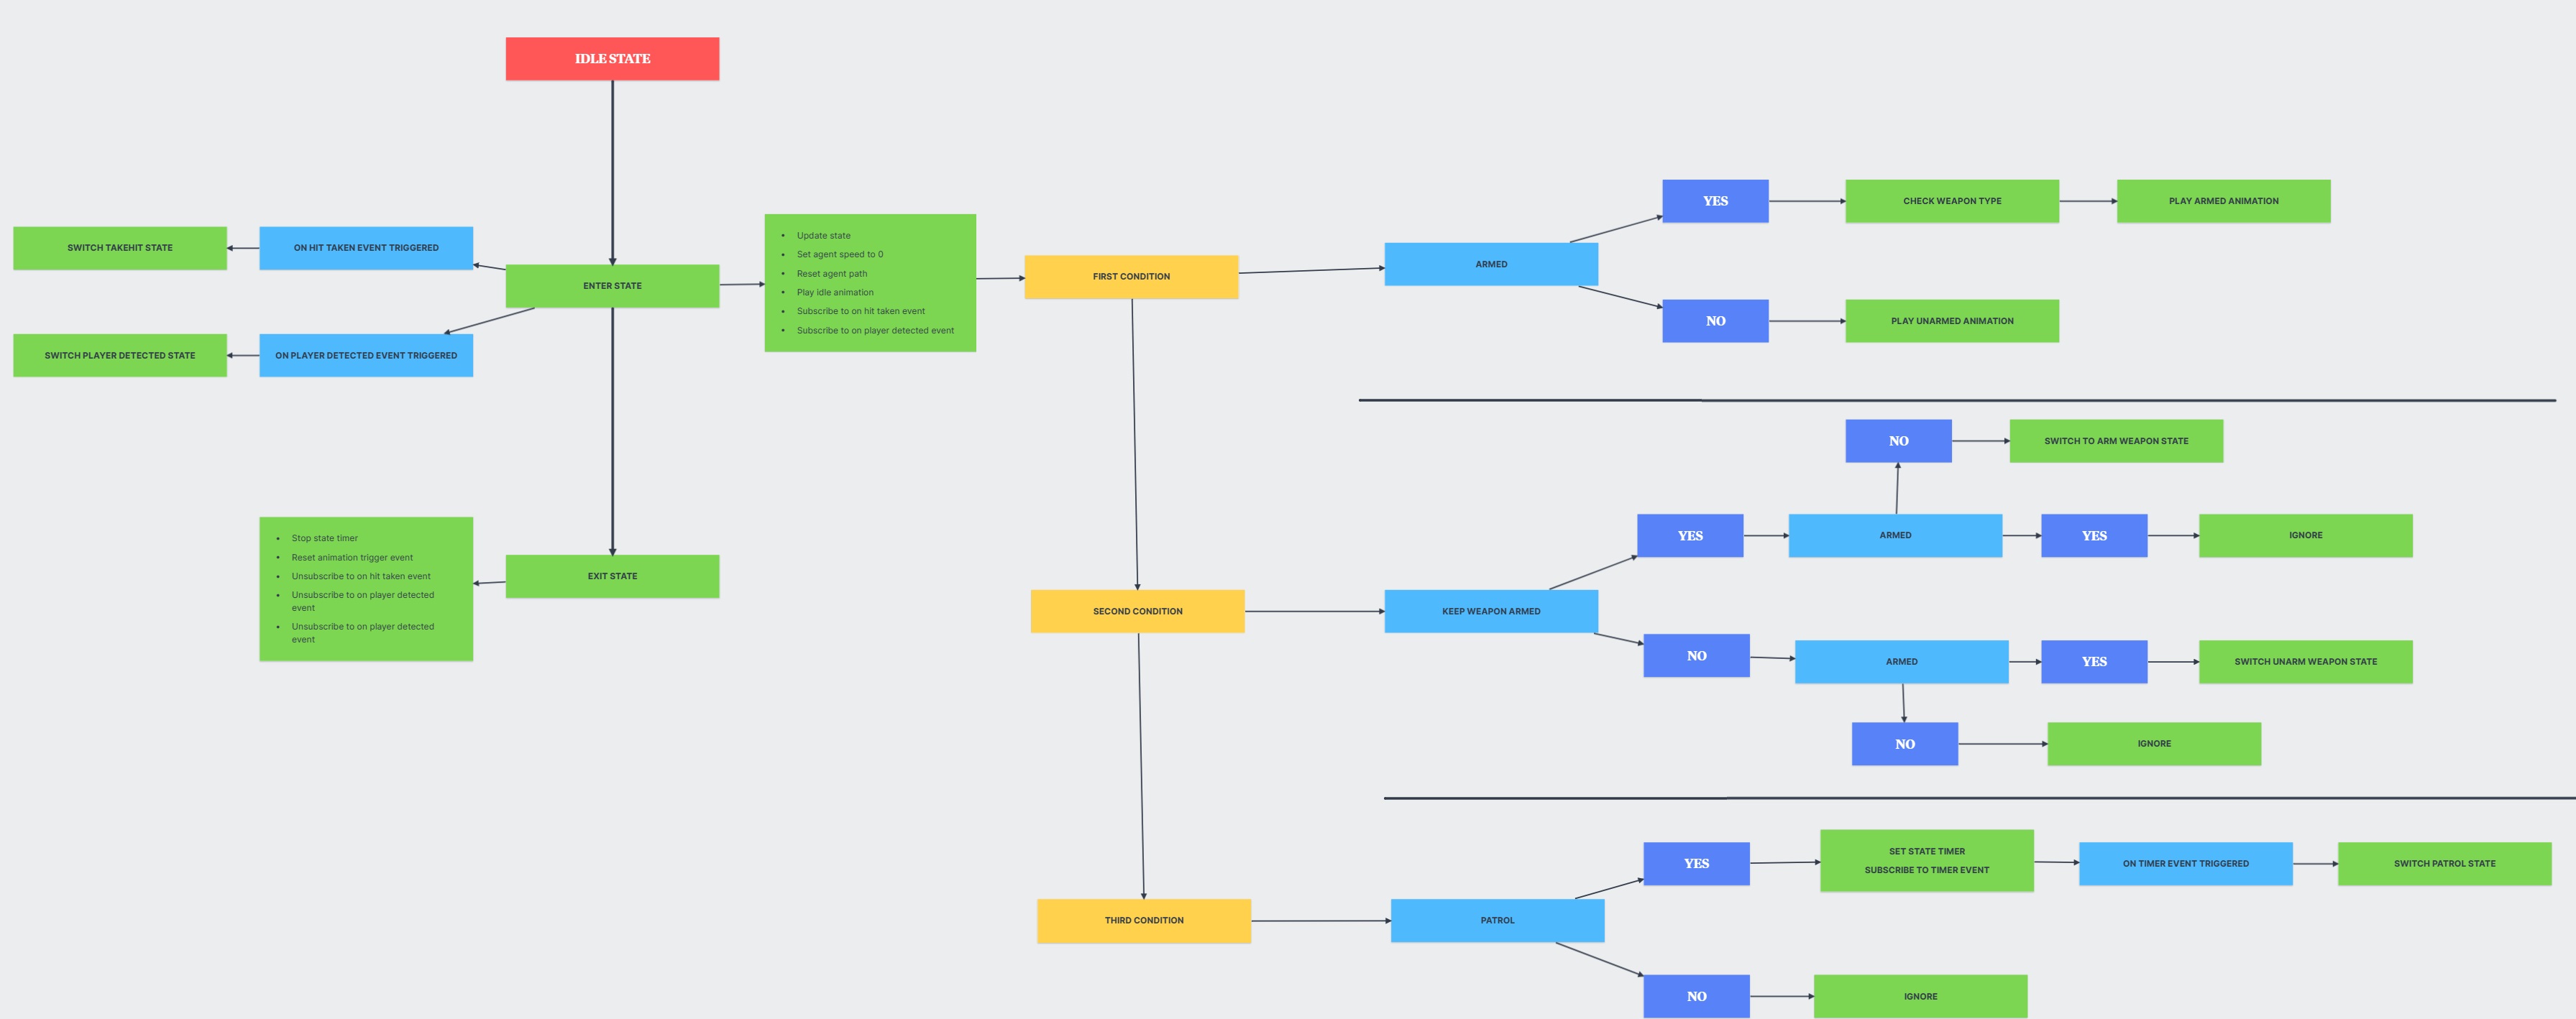 IDLE STATE
SWITCH TAKEHIT STATE
ON HIT TAKEN EVENT TRIGGERED
ENTER STATE
SWITCH PLAYER DETECTED STATE
ON PLAYER DETECTED EVENT TRIGGERED
• Update state
• Set agent speed to 0
• Reset agent path
• Play idle animation
• Subscribe to on hit taken event
• Subscribe to on player detected event
FIRST CONDITION
ARMED
YES
CHECK WEAPON TYPE
PLAY ARMED ANIMATION
NO
PLAY UNARMED ANIMATION
EXIT STATE
• Stop state timer
• Reset animation trigger event
• Unsubscribe to on hit taken event
• Unsubscribe to on player detected
event
• Unsubscribe to on player detected
event
SECOND CONDITION
KEEP WEAPON ARMED
NO
SWITCH TO ARM WEAPON STATE
YES
ARMED
YES
IGNORE
NO
ARMED
YES
SWITCH UNARM WEAPON STATE
NO
IGNORE
THIRD CONDITION
PATROL
YES
SET STATE TIMER
SUBSCRIBE TO TIMER EVENT
ON TIMER EVENT TRIGGERED
SWITCH PATROL STATE
NO
IGNORE